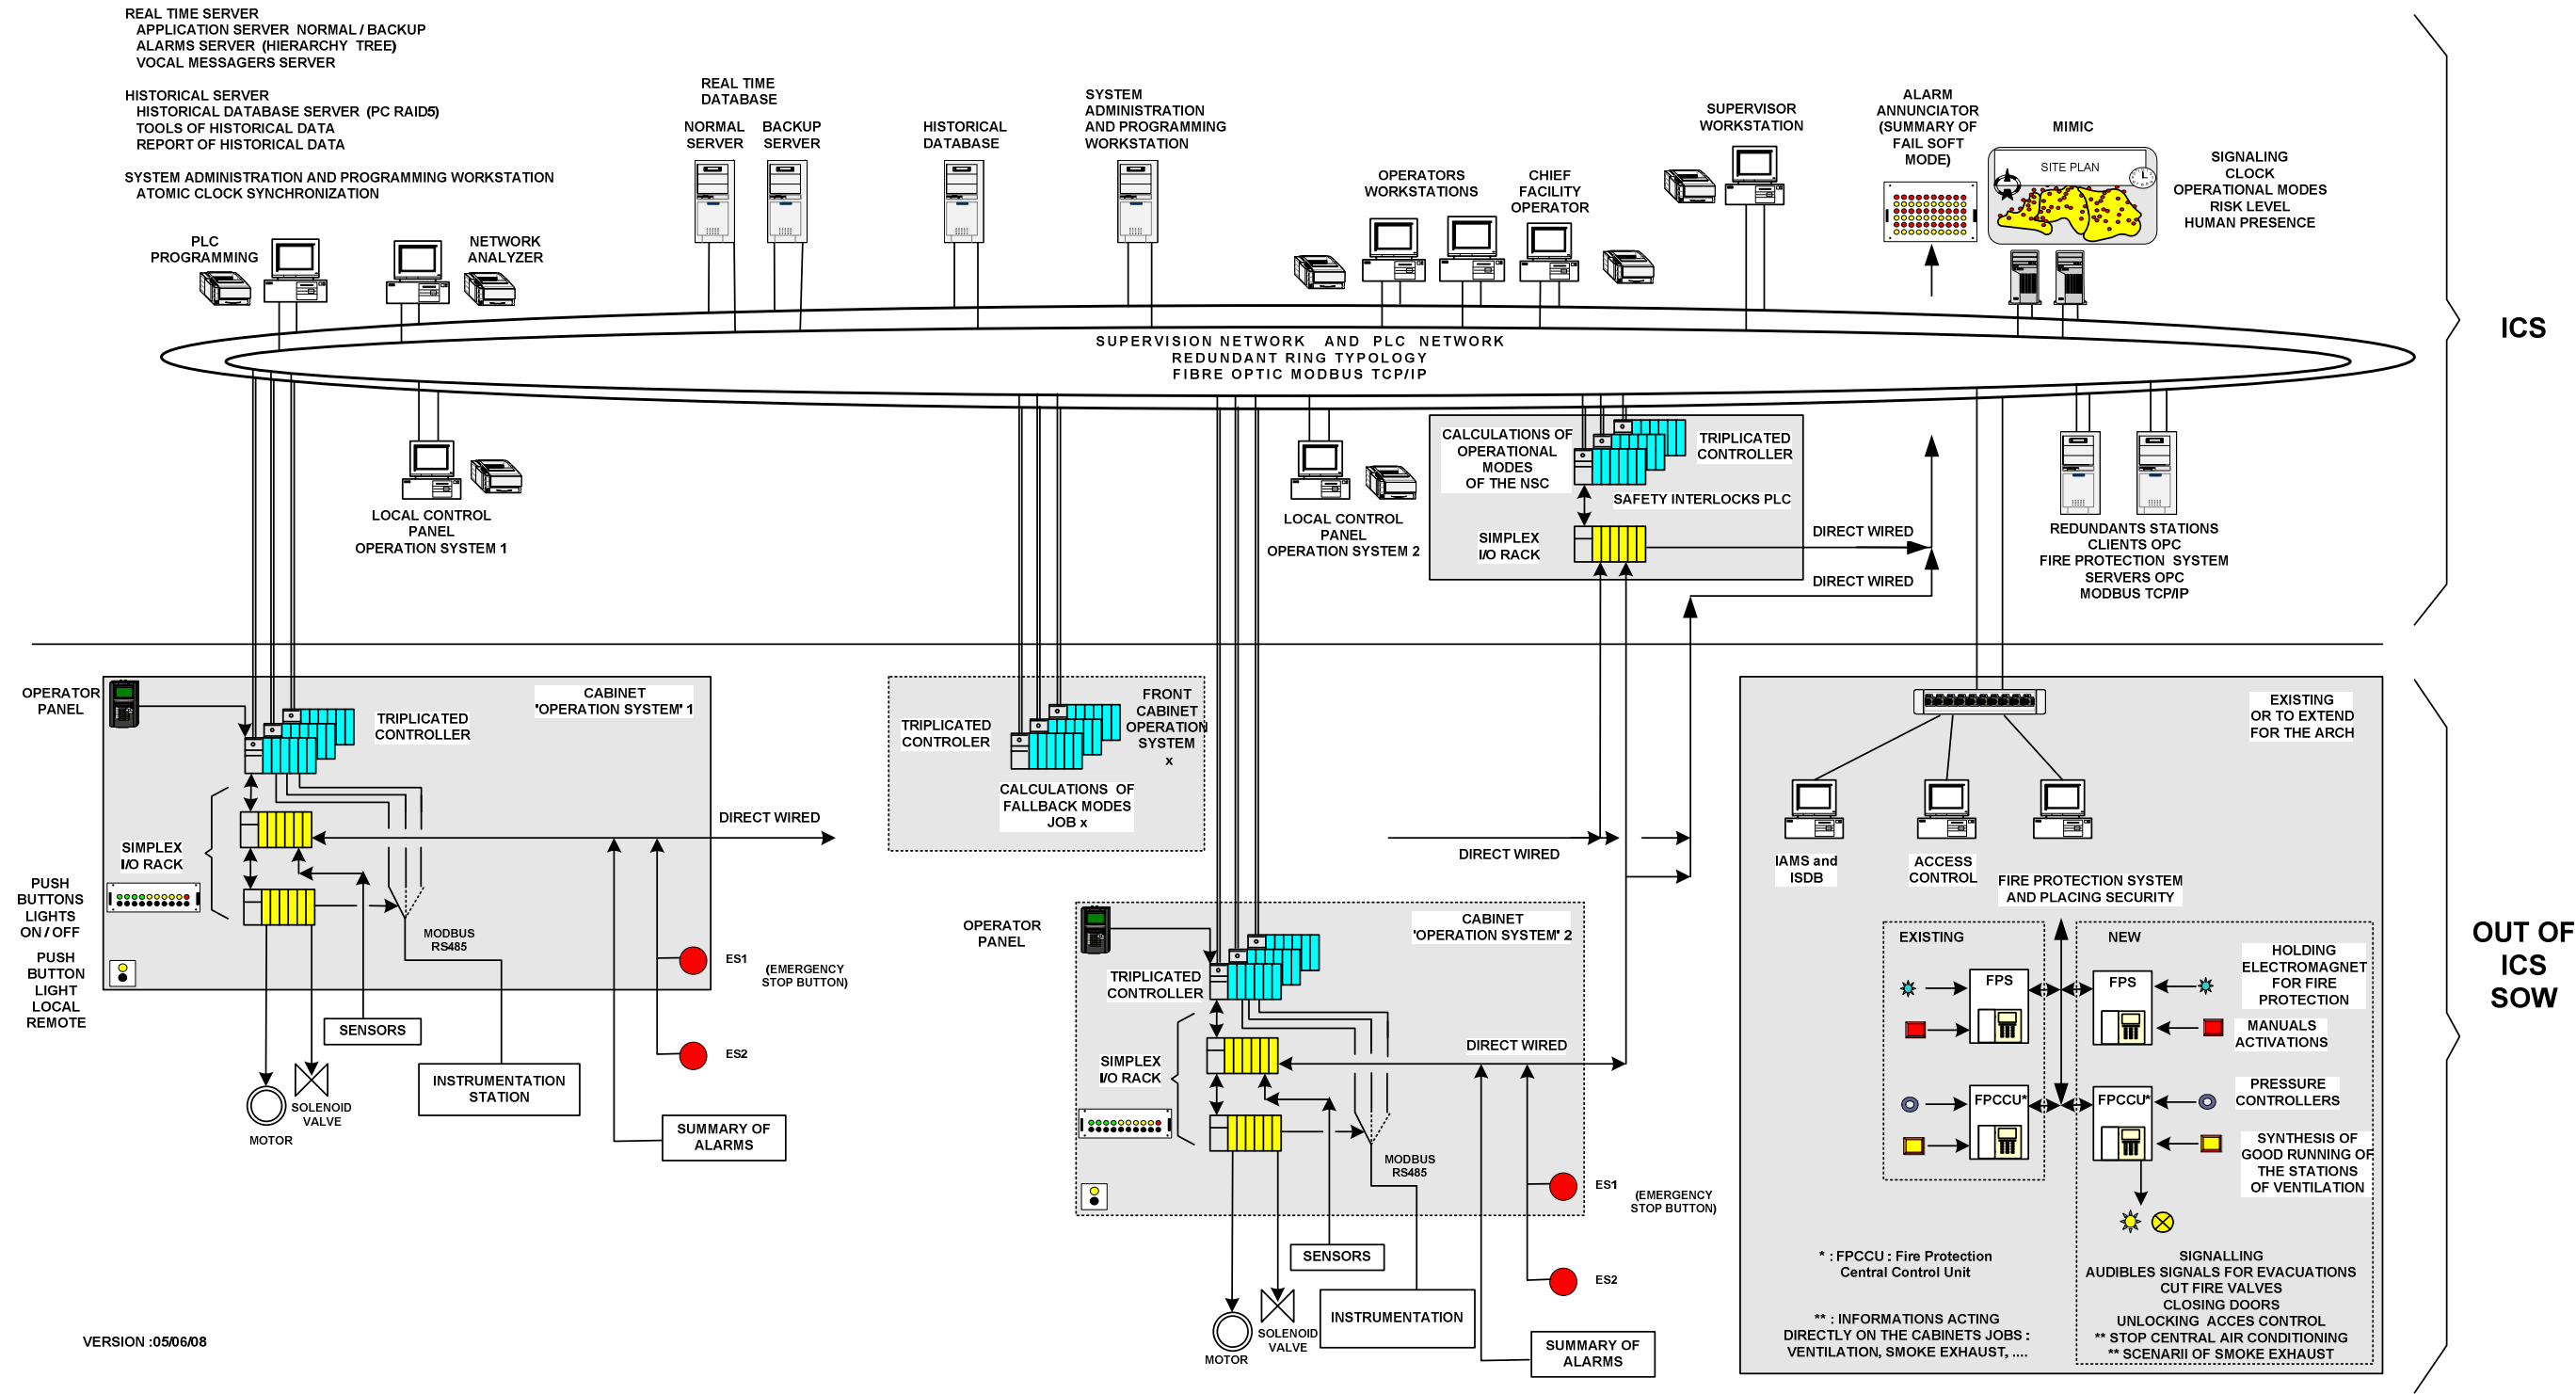 REAL TIME SERVER
APPLICATION SERVER NORMAL / BACKUP
ALARMS SERVER (HIERARCHY TREE)
VOCAL MESSAGERS SERVER
HISTORICAL SERVER
HISTORICAL DATABASE SERVER (PC RAID5)
TOOLS OF HISTORICAL DATA
REPORT OF HISTORICAL DATA
SYSTEM ADMINISTRATION AND PROGRAMMING WORKSTATION
ATOMIC CLOCK SYNCHRONIZATION
PLC
PROGRAMMING
NETWORK
ANALYZER
REAL TIME
DATABASE
NORMAL
SERVER
BACKUP
SERVER
HISTORICAL
DATABASE
SYSTEM
ADMINISTRATION
AND PROGRAMMING
WORKSTATION
OPERATORS
WORKSTATIONS
CHIEF
FACILITY
OPERATOR
SUPERVISOR
WORKSTATION
ALARM
ANNUNCIATOR
(SUMMARY OF
FAIL SOFT
MODE)
MIMIC
SITE PLAN
SIGNALING
CLOCK
OPERATIONAL MODES
RISK LEVEL
HUMAN PRESENCE
ICS
SUPERVISION NETWORK AND PLC NETWORK
REDUNDANT RING TYPOLOGY
FIBRE OPTIC MODBUS TCP/IP
LOCAL CONTROL
PANEL
OPERATION SYSTEM 1
LOCAL CONTROL
PANEL
OPERATION SYSTEM 2
CALCULATIONS OF
OPERATIONAL
MODES
OF THE NSC
TRIPLICATED
CONTROLLER
SAFETY INTERLOCKS PLC
SIMPLEX
I/O RACK
DIRECT WIRED
DIRECT WIRED
REDUNDANTS STATIONS
CLIENTS OPC
FIRE PROTECTION SYSTEM
SERVERS OPC
MODBUS TCP/IP
OPERATOR
PANEL
CABINET
'OPERATION SYSTEM' 1
TRIPLICATED
CONTROLLER
SIMPLEX
I/O RACK
PUSH
BUTTONS
LIGHTS
ON / OFF
PUSH
BUTTON
LIGHT
LOCAL
REMOTE
MODBUS
RS485
DIRECT WIRED
ES1
(EMERGENCY
STOP BUTTON)
ES2
SENSORS
INSTRUMENTATION
STATION
SOLENOID
VALVE
MOTOR
SUMMARY OF
ALARMS
FRONT
CABINET
OPERATION
SYSTEM
x
TRIPLICATED
CONTROLER
CALCULATIONS OF
FALLBACK MODES
JOB x
DIRECT WIRED
OPERATOR
PANEL
CABINET
'OPERATION SYSTEM' 2
TRIPLICATED
CONTROLLER
SIMPLEX
I/O RACK
DIRECT WIRED
MODBUS
RS485
ES1
(EMERGENCY
STOP BUTTON)
ES2
SENSORS
INSTRUMENTATION
SOLENOID
VALVE
MOTOR
SUMMARY OF
ALARMS
EXISTING
OR TO EXTEND
FOR THE ARCH
IAMS and
ISDB
ACCESS
CONTROL
FIRE PROTECTION SYSTEM
AND PLACING SECURITY
EXISTING
NEW
FPS
FPS
FPCCU*
FPCCU*
HOLDING
ELECTROMAGNET
FOR FIRE
PROTECTION
MANUALS
ACTIVATIONS
PRESSURE
CONTROLLERS
SYNTHESIS OF
GOOD RUNNING OF
THE STATIONS
OF VENTILATION
* : FPCCU : Fire Protection
Central Control Unit
** : INFORMATIONS ACTING
DIRECTLY ON THE CABINETS JOBS :
VENTILATION, SMOKE EXHAUST, ....
SIGNALLING
AUDIBLES SIGNALS FOR EVACUATIONS
CUT FIRE VALVES
CLOSING DOORS
UNLOCKING ACCES CONTROL
** STOP CENTRAL AIR CONDITIONING
** SCENARII OF SMOKE EXHAUST
OUT OF
ICS
SOW
VERSION :05/06/08